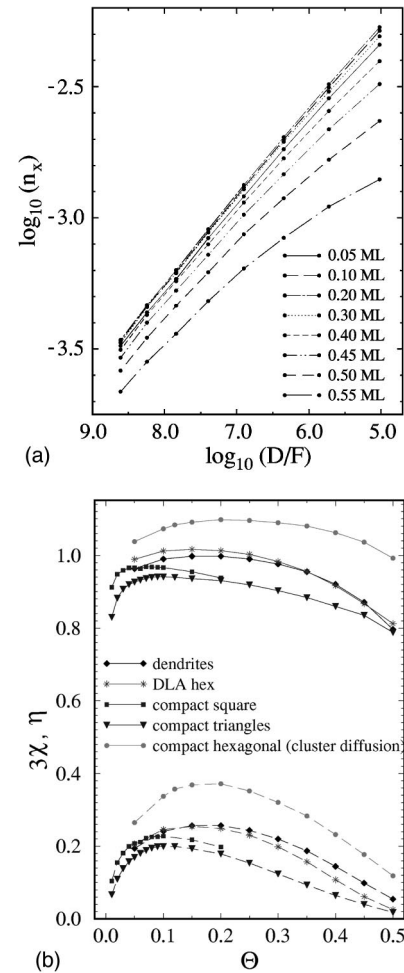 -2.5
-3.0
-3.5
log10 (nx)
0.05 ML
0.10 ML
0.20 ML
0.30 ML
0.40 ML
0.45 ML
0.50 ML
0.55 ML
9.0 8.0 7.0 6.0 5.0
(a) log10 (D/F)
1.0
0.8
0.6
0.4
0.2
0.0
3χ, η
dendrites
DLA hex
compact square
compact triangles
compact hexagonal (cluster diffusion)
0.0 0.1 0.2 0.3 0.4 0.5
(b) Θ